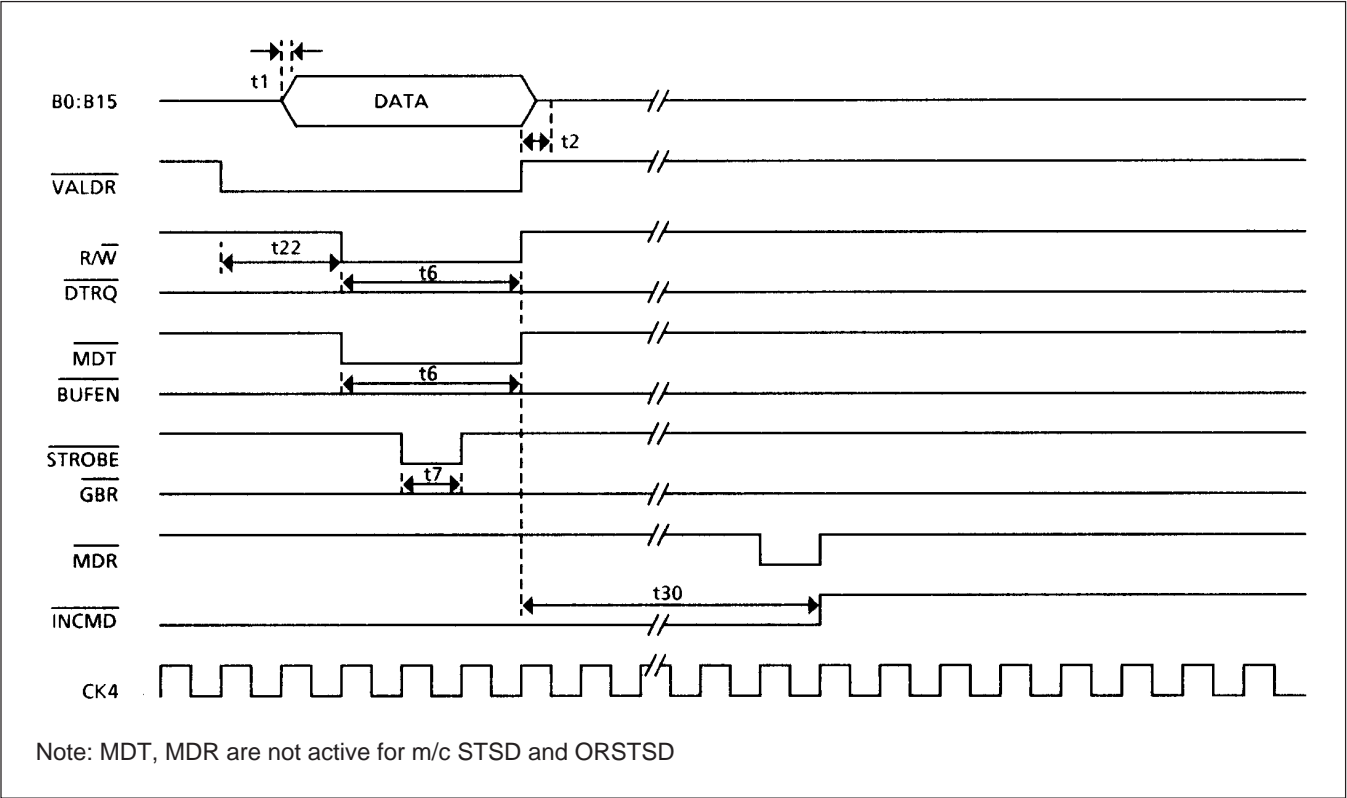 t1
B0:B15
DATA
t2
VALDR
R/W
t22
t6
DTRQ
MDT
t6
BUFEN
STROBE
t7
GBR
MDR
t30
INCMD
CK4
Note: MDT, MDR are not active for m/c STSD and ORSTSD